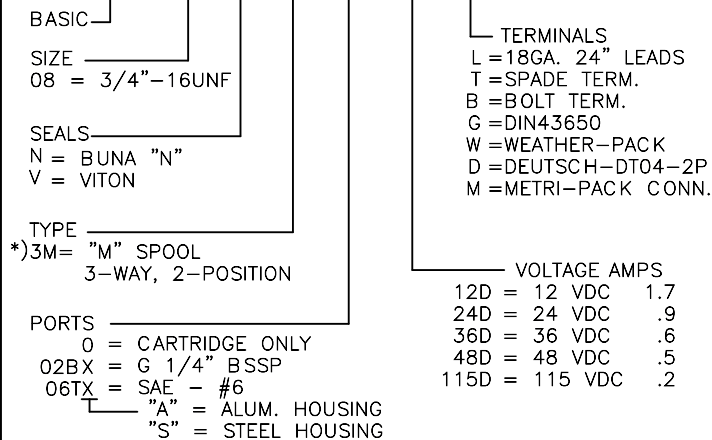 BASIC
SIZE
08 = 3/4"-16UNF
SEALS
N = BUNA "N"
V = VITON
TYPE
*)3M= "M" SPOOL
3-WAY, 2-POSITION
PORTS
0 = CARTRIDGE ONLY
02BX = G 1/4" BSSP
06TX = SAE - #6
"A" = ALUM. HOUSING
"S" = STEEL HOUSING
TERMINALS
L =18GA. 24" LEADS
T =SPADE TERM.
B =BOLT TERM.
G =DIN43650
W =WEATHER-PACK
D =DEUTSCH-DT04-2P
M =METRI-PACK CONN.
VOLTAGE AMPS
12D = 12 VDC 1.7
24D = 24 VDC .9
36D = 36 VDC .6
48D = 48 VDC .5
115D = 115 VDC .2